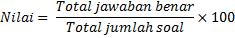 Nilai = Total jawaban benar / Total jumlah soal × 100